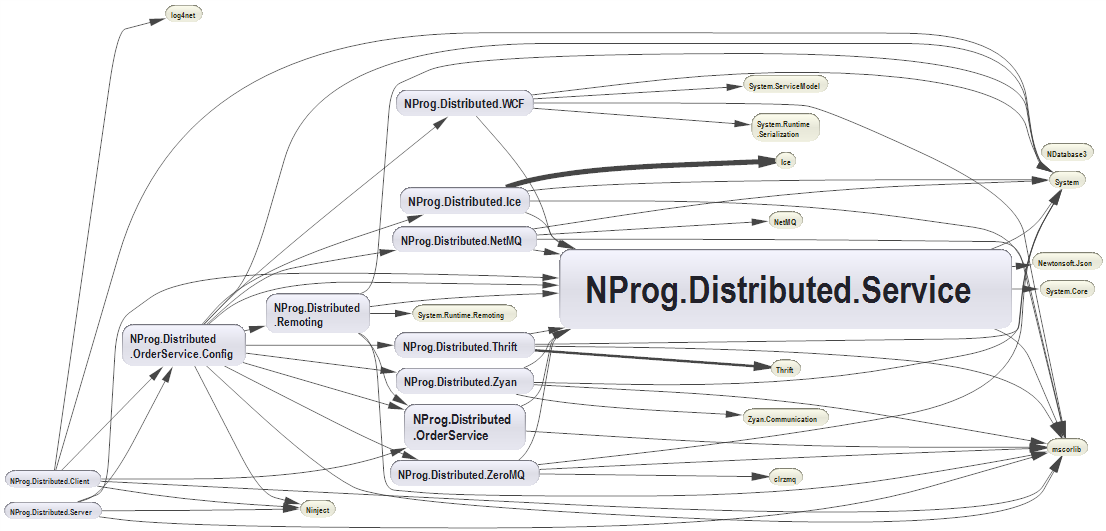 log4net
NProg.Distributed.WCF
System.ServiceModel
System.Runtime
.Serialization
NDatabase3
Ice
System
NProg.Distributed.Ice
NetMQ
NProg.Distributed.NetMQ
Newtonsoft.Json
NProg.Distributed.Service
System.Core
NProg.Distributed
.Remoting
System.Runtime.Remoting
NProg.Distributed
.OrderService.Config
NProg.Distributed.Thrift
Thrift
NProg.Distributed.Zyan
Zyan.Communication
NProg.Distributed
.OrderService
mscorlib
NProg.Distributed.ZeroMQ
clrzmq
NProg.Distributed.Client
NProg.Distributed.Server
Ninject